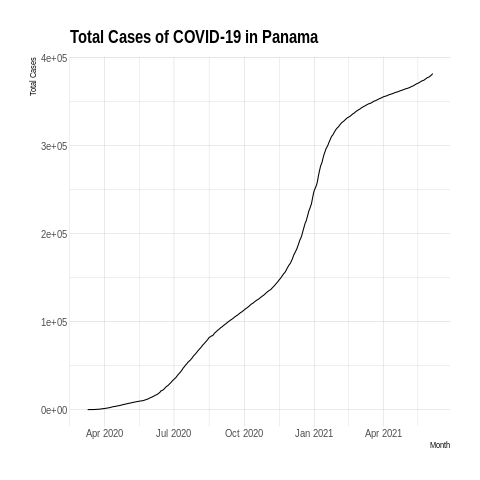 Total Cases of COVID-19 in Panama
Total Cases
4e+05
3e+05
2e+05
1e+05
0e+00
Apr 2020 Jul 2020 Oct 2020 Jan 2021 Apr 2021
Month